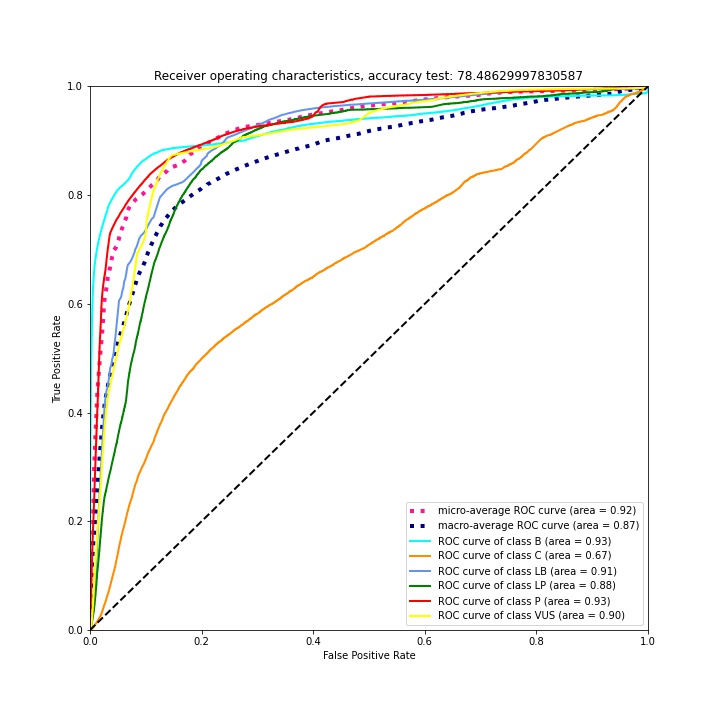 Receiver operating characteristics, accuracy test: 78.48629997830587
1.0
0.8
0.6
0.4
0.2
0.0
True Positive Rate
micro-average ROC curve (area = 0.92)
macro-average ROC curve (area = 0.87)
ROC curve of class B (area = 0.93)
ROC curve of class C (area = 0.67)
ROC curve of class LB (area = 0.91)
ROC curve of class LP (area = 0.88)
ROC curve of class P (area = 0.93)
ROC curve of class VUS (area = 0.90)
0.0 0.2 0.4 0.6 0.8 1.0
False Positive Rate